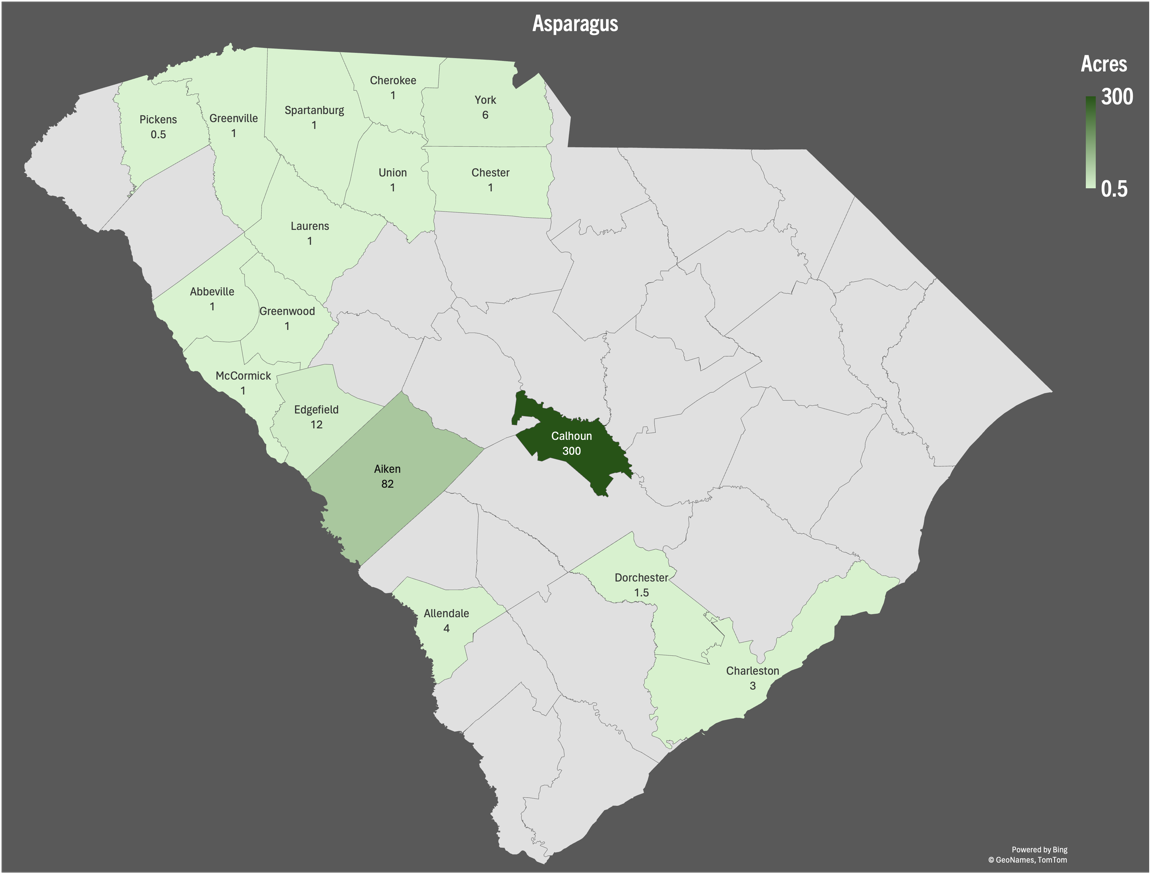 Asparagus
Acres
300
0.5
Cherokee
1
York
6
Pickens
0.5
Greenville
1
Spartanburg
1
Union
1
Chester
1
Laurens
1
Abbeville
1
Greenwood
1
McCormick
1
Edgefield
12
Calhoun
300
Aiken
82
Dorchester
1.5
Allendale
4
Charleston
3
Powered by Bing
© GeoNames, TomTom